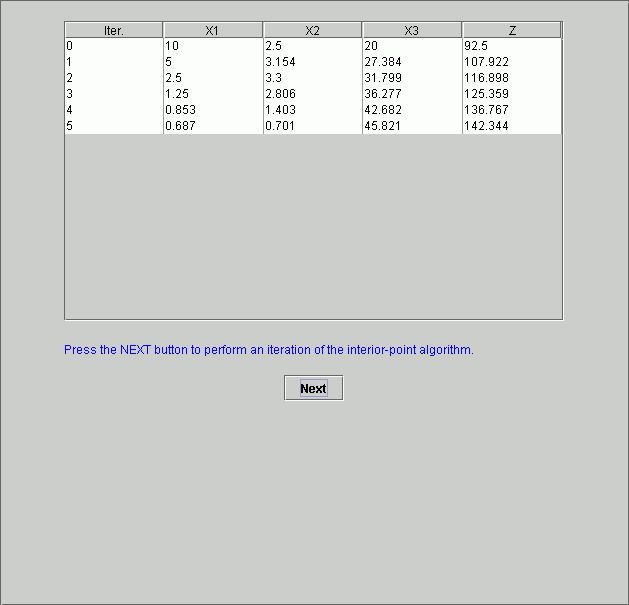 Iter. X1 X2 X3 Z
0 10 2.5 20 92.5
1 5 3.154 27.384 107.922
2 2.5 3.3 31.799 116.898
3 1.25 2.806 36.277 125.359
4 0.853 1.403 42.682 136.767
5 0.687 0.701 45.821 142.344
Press the NEXT button to perform an iteration of the interior-point algorithm.
Next